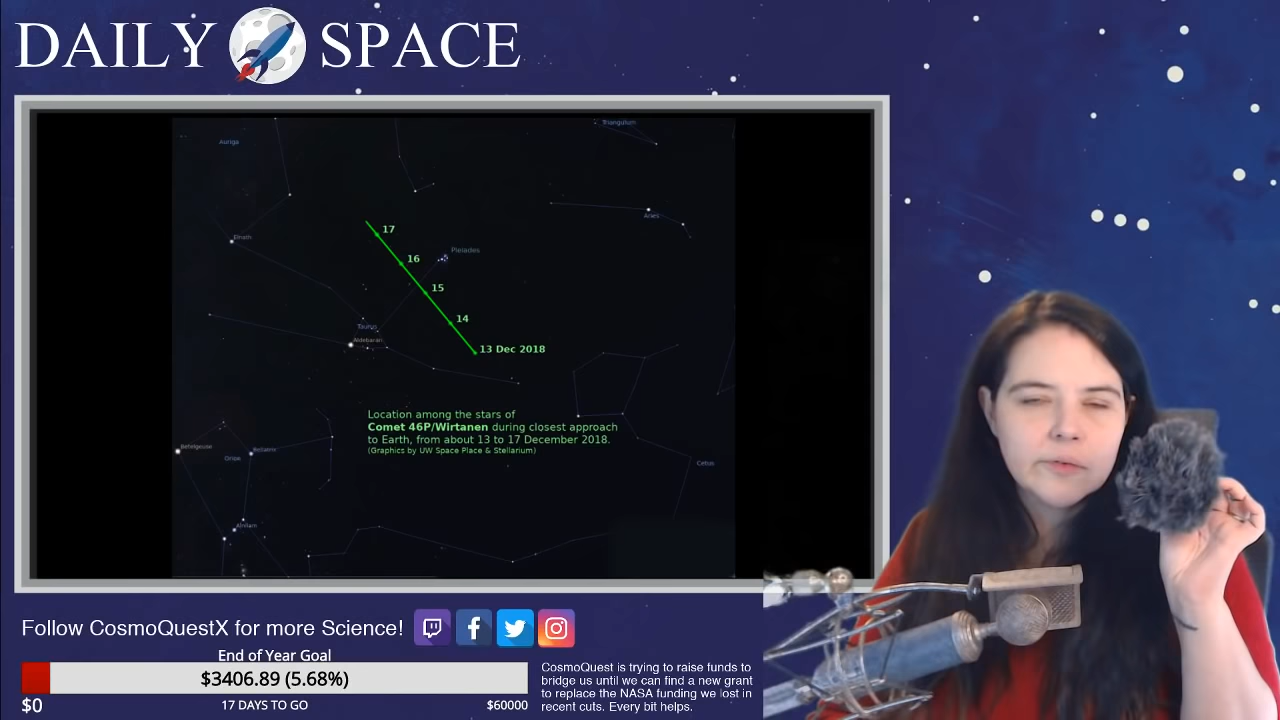 DAILY SPACE
Triangulum
Auriga
Aries
17
Elnath
Pleiades
16
15
14
Taurus
Aldebaran
13 Dec 2018
Location among the stars of
Comet 46P/Wirtanen during closest approach
to Earth, from about 13 to 17 December 2018.
(Graphics by UW Space Place & Stellarium)
Betelgeuse
Bellatrix
Orion
Cetus
Alnilam
Follow CosmoQuestX for more Science!
End of Year Goal
$3406.89 (5.68%)
$0
17 DAYS TO GO
$60000
CosmoQuest is trying to raise funds to
bridge us until we can find a new grant
to replace the NASA funding we lost in
recent cuts. Every bit helps.